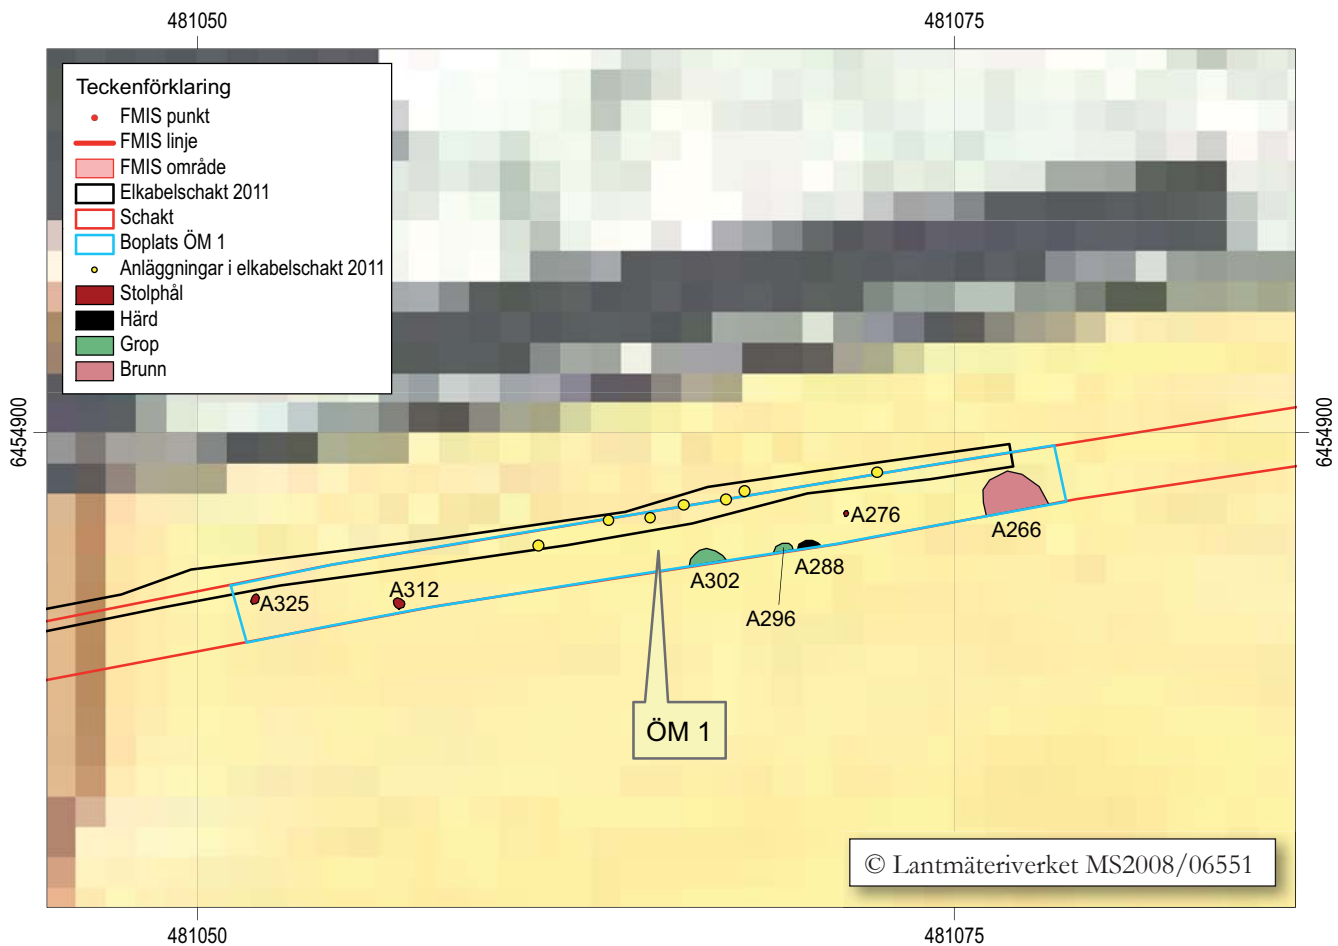 481050
481075
Teckenförklaring
FMIS punkt
FMIS linje
FMIS område
Elkabelschakt 2011
Schakt
Boplats ÖM 1
Anläggningar i elkabelschakt 2011
Stolphål
Härd
Grop
Brunn
6454900
6454900
A276
A266
A288
A302
A312
A325
A296
ÖM 1
© Lantmäteriverket MS2008/06551
481050
481075